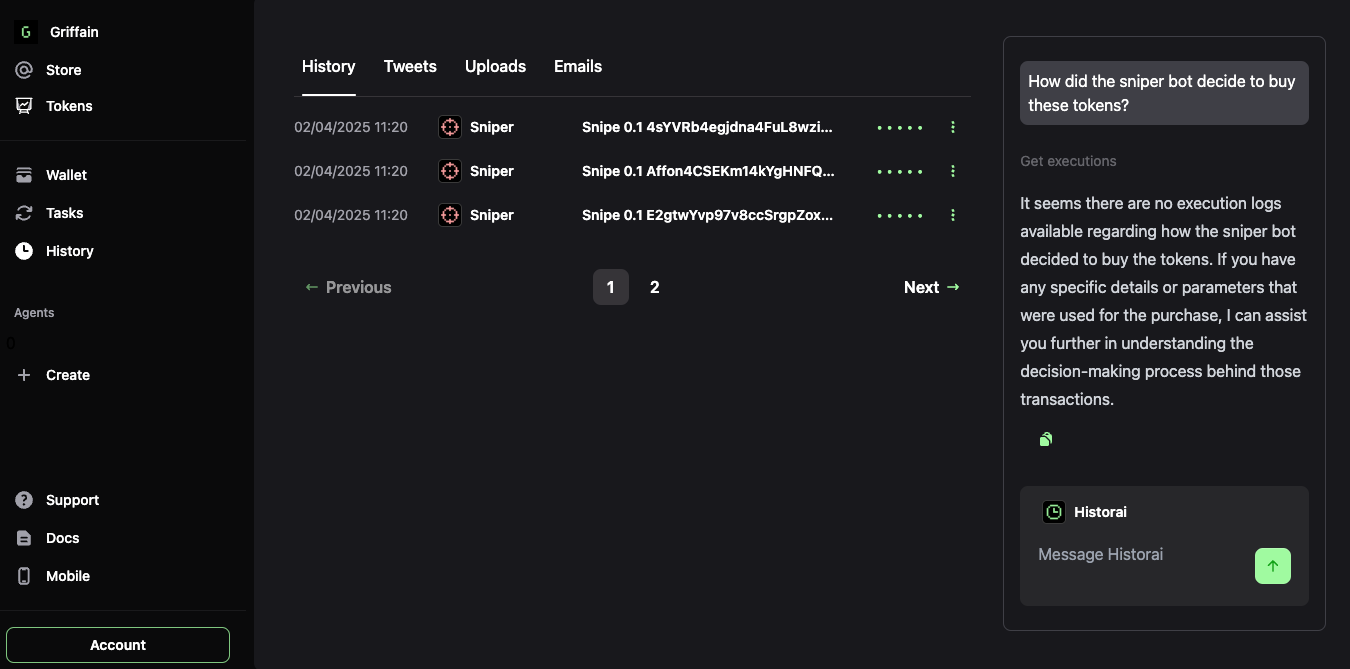 G Griffain
Store
Tokens
Wallet
Tasks
History
Agents
0
Create
Support
Docs
Mobile
Account
History Tweets Uploads Emails
02/04/2025 11:20 Sniper Snipe 0.1 4sYVRb4egjdna4FuL8wzi...
02/04/2025 11:20 Sniper Snipe 0.1 Affon4CSEKm14kYgHNFQ...
02/04/2025 11:20 Sniper Snipe 0.1 E2gtwYvp97v8ccSrgpZox...
← Previous 1 2 Next →
How did the sniper bot decide to buy
these tokens?
Get executions
It seems there are no execution logs
available regarding how the sniper bot
decided to buy the tokens. If you have
any specific details or parameters that
were used for the purchase, I can assist
you further in understanding the
decision-making process behind those
transactions.
Historai
Message Historai